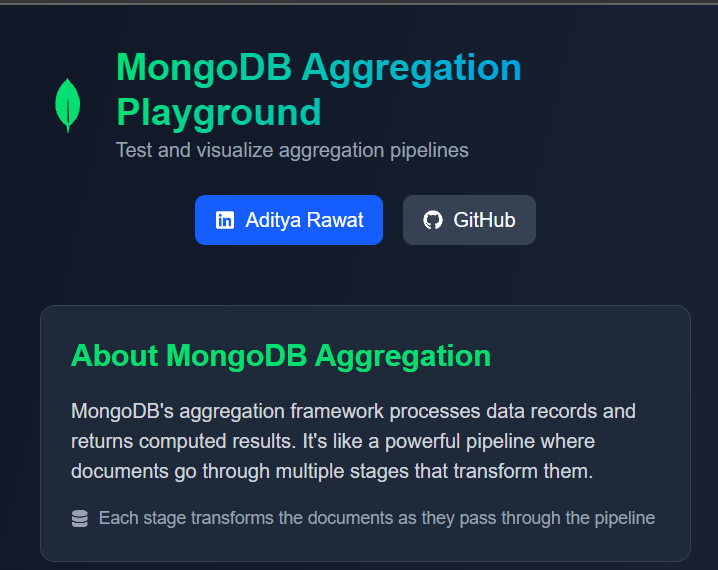 MongoDB Aggregation
Playground
Test and visualize aggregation pipelines
Aditya Rawat
GitHub
About MongoDB Aggregation
MongoDB's aggregation framework processes data records and
returns computed results. It's like a powerful pipeline where
documents go through multiple stages that transform them.
Each stage transforms the documents as they pass through the pipeline